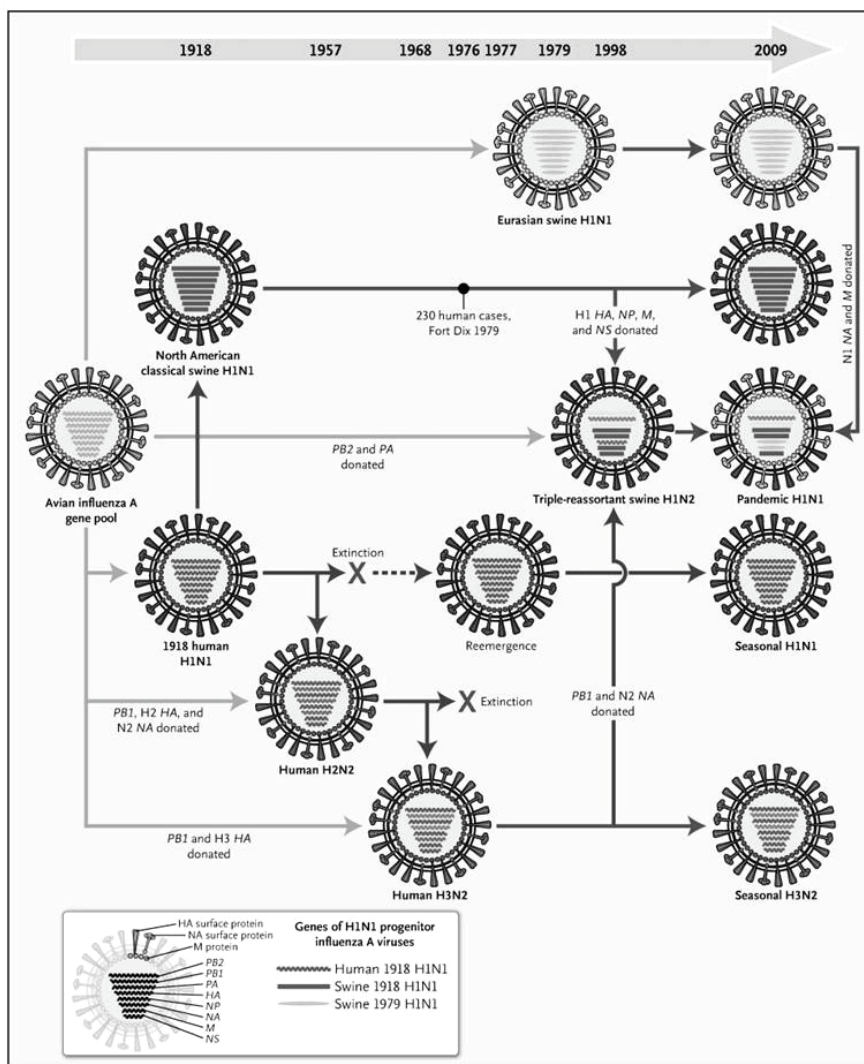 1918 1957 1968 1976 1977 1979 1998 2009
Eurasian swine H1N1
N1 NA and M donated
230 human cases,
Fort Dix 1979
H1 HA, NP, M,
and NS donated
North American
classical swine H1N1
PB2 and PA
donated
Avian influenza A
gene pool
Triple-reassortant swine H1N2
Pandemic H1N1
Extinction
X
1918 human
H1N1
Reemergence
Seasonal H1N1
PB1, H2 HA, and
N2 NA donated
X Extinction
PB1 and N2 NA
donated
Human H2N2
PB1 and H3 HA
donated
Human H3N2
Seasonal H3N2
HA surface protein
NA surface protein
M protein
PB2
PB1
PA
HA
NP
NA
M
NS
Genes of H1N1 progenitor
influenza A viruses
Human 1918 H1N1
Swine 1918 H1N1
Swine 1979 H1N1